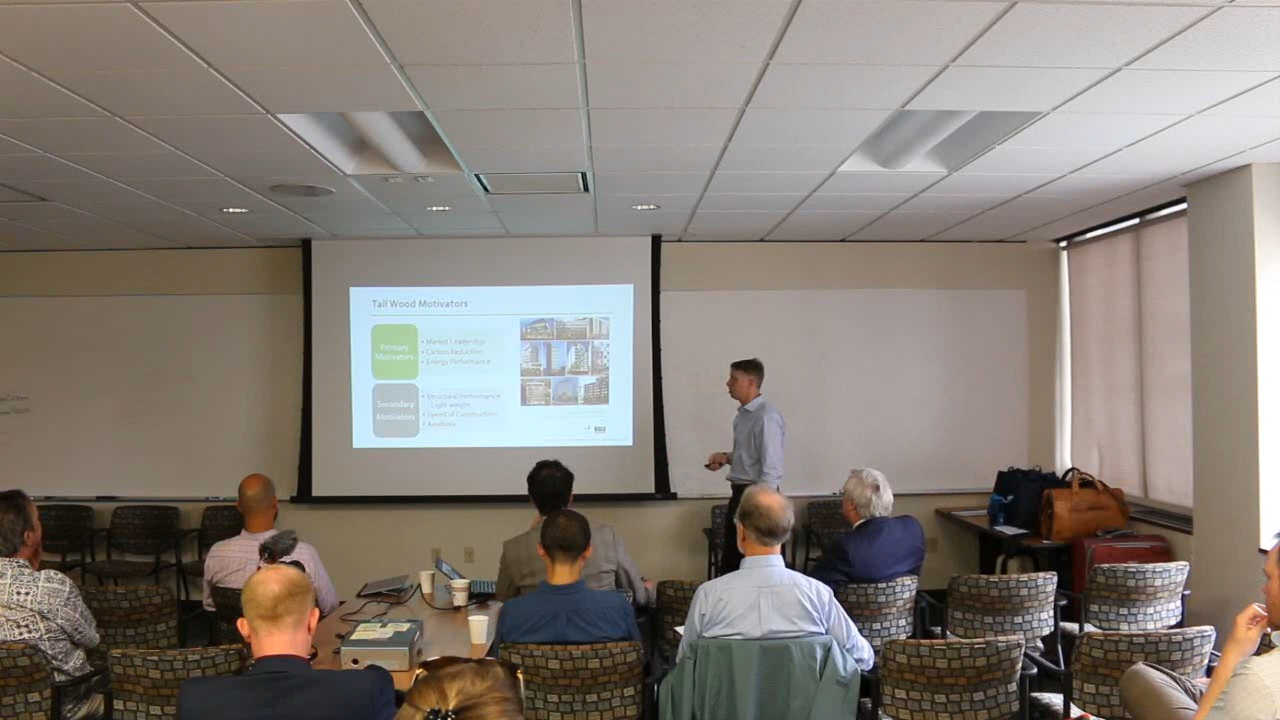 Tall Wood Motivators
Primary
Motivators
• Market Leadership
• Carbon Reduction
• Energy Performance
Secondary
Motivators
• Structural Performance
Light weight
• Speed of Construction
• Aesthetic